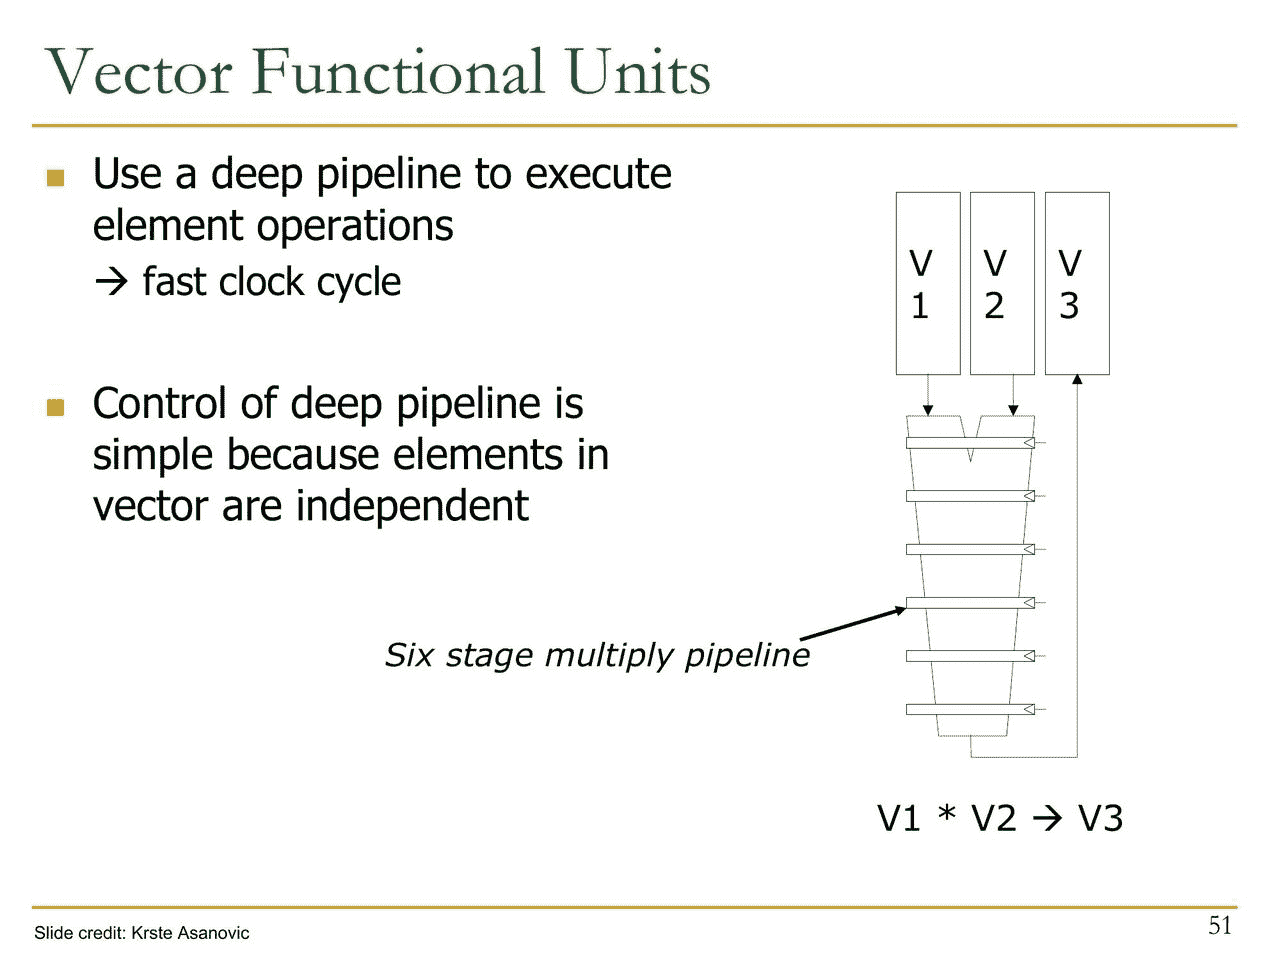 Vector Functional Units
Use a deep pipeline to execute
element operations
→ fast clock cycle
Control of deep pipeline is
simple because elements in
vector are independent
V
1
V
2
V
3
Six stage multiply pipeline
V1 * V2 → V3
Slide credit: Krste Asanovic
51